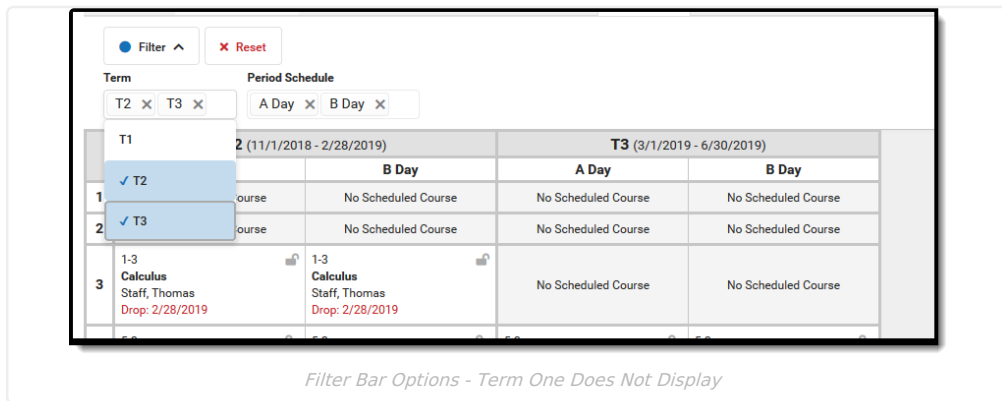 Filter Reset
Term Period Schedule
T2 × T3 × A Day × B Day ×
T1
✓ T2
✓ T3
2 (11/1/2018 - 2/28/2019) T3 (3/1/2019 - 6/30/2019)
B Day A Day B Day
1 ourse No Scheduled Course No Scheduled Course No Scheduled Course
2 ourse No Scheduled Course No Scheduled Course No Scheduled Course
3
1-3 1-3
Calculus Calculus
Staff, Thomas Staff, Thomas No Scheduled Course No Scheduled Course
Drop: 2/28/2019 Drop: 2/28/2019
Filter Bar Options - Term One Does Not Display